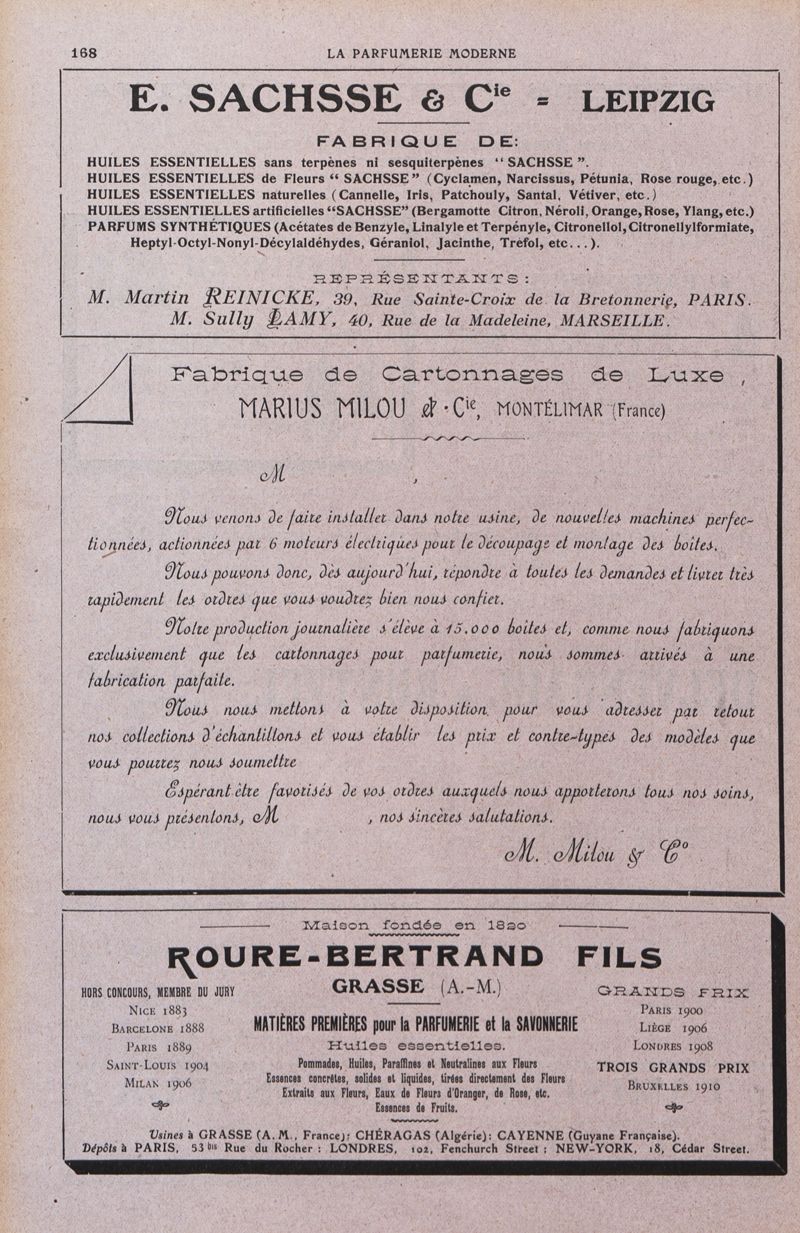 168
LA PARFUMERIE MODERNE
E. SACHSSE & Cie = LEIPZIG
FABRIQUE DE:
HUILES ESSENTIELLES sans terpènes ni sesquiterpènes “ SACHSSE ”.
HUILES ESSENTIELLES de Fleurs “ SACHSSE ” (Cyclamen, Narcissus, Pétunia, Rose rouge, etc.)
HUILES ESSENTIELLES naturelles (Cannelle, Iris, Patchouly, Santal, Vétiver, etc.)
HUILES ESSENTIELLES artificielles “SACHSSE” (Bergamotte Citron, Néroli, Orange, Rose, Ylang, etc.)
PARFUMS SYNTHÉTIQUES (Acétates de Benzyle, Linalyle et Terpényle, Citronellol, Citronellylformiate,
Heptyl-Octyl-Nonyl-Décylaldéhydes, Géraniol, Jacinthe, Tréfol, etc...).
REPRÉSENTANTS:
M. Martin REINICKE, 39, Rue Sainte-Croix de la Bretonnerie, PARIS.
M. Sully LAMY, 40, Rue de la Madeleine, MARSEILLE.
Fabrique de Cartonnages de Luxe,
MARIUS MILOU & Cie, MONTÉLIMAR (France)
M ,
Nous venons de faire installer dans notre usine, de nouvelles machines perfec-
tionnées, actionnées par 6 moteurs électriques pour le découpage et montage des boites.
Nous pouvons donc, dès aujourd'hui, répondre à toutes les demandes et livrer très
rapidement les ordres que vous voudrez bien nous confier.
Notre production journalière s'élève à 15.000 boites et, comme nous fabriquons
exclusivement que les cartonnages pour parfumerie, nous sommes arrivés à une
fabrication parfaite.
Nous nous mettons à votre disposition pour vous adresser par retour
nos collections d'échantillons et vous établir les prix et contre-types des modèles que
vous pourrez nous soumettre
Espérant être favorisés de vos ordres auxquels nous apporterons tous nos soins,
nous vous présentons, M , nos sincères salutations.
M. Milou & Co
Maison fondée en 1820
ROURE-BERTRAND FILS
GRASSE (A.-M.)
HORS CONCOURS, MEMBRE DU JURY
NICE 1883
BARCELONE 1888
PARIS 1889
SAINT-LOUIS 1904
MILAN 1906
MATIÈRES PREMIÈRES pour la PARFUMERIE et la SAVONNERIE
Huiles essentielles.
Pommades, Huiles, Paraffines et Neutralines aux Fleurs
Essences concrètes, solides et liquides, tirées directement des Fleurs
Extraits aux Fleurs, Eaux de Fleurs d'Oranger, de Rose, etc.
Essences de Fruits.
GRANDS PRIX
PARIS 1900
LIÈGE 1906
LONDRES 1908
TROIS GRANDS PRIX
BRUXELLES 1910
Usines à GRASSE (A. M., France); CHÉRAGAS (Algérie); CAYENNE (Guyane Française).
Dépôts à PARIS, 53 bis Rue du Rocher : LONDRES, 102, Fenchurch Street ; NEW-YORK, 18, Cédar Street.